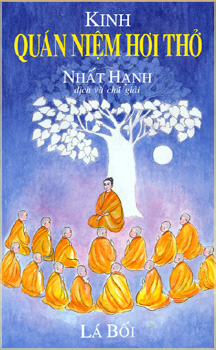 KINH
QUÁN NIỆM HƠI THỞ
NHẤT HẠNH
dịch và chú giải
LÁ BỐI